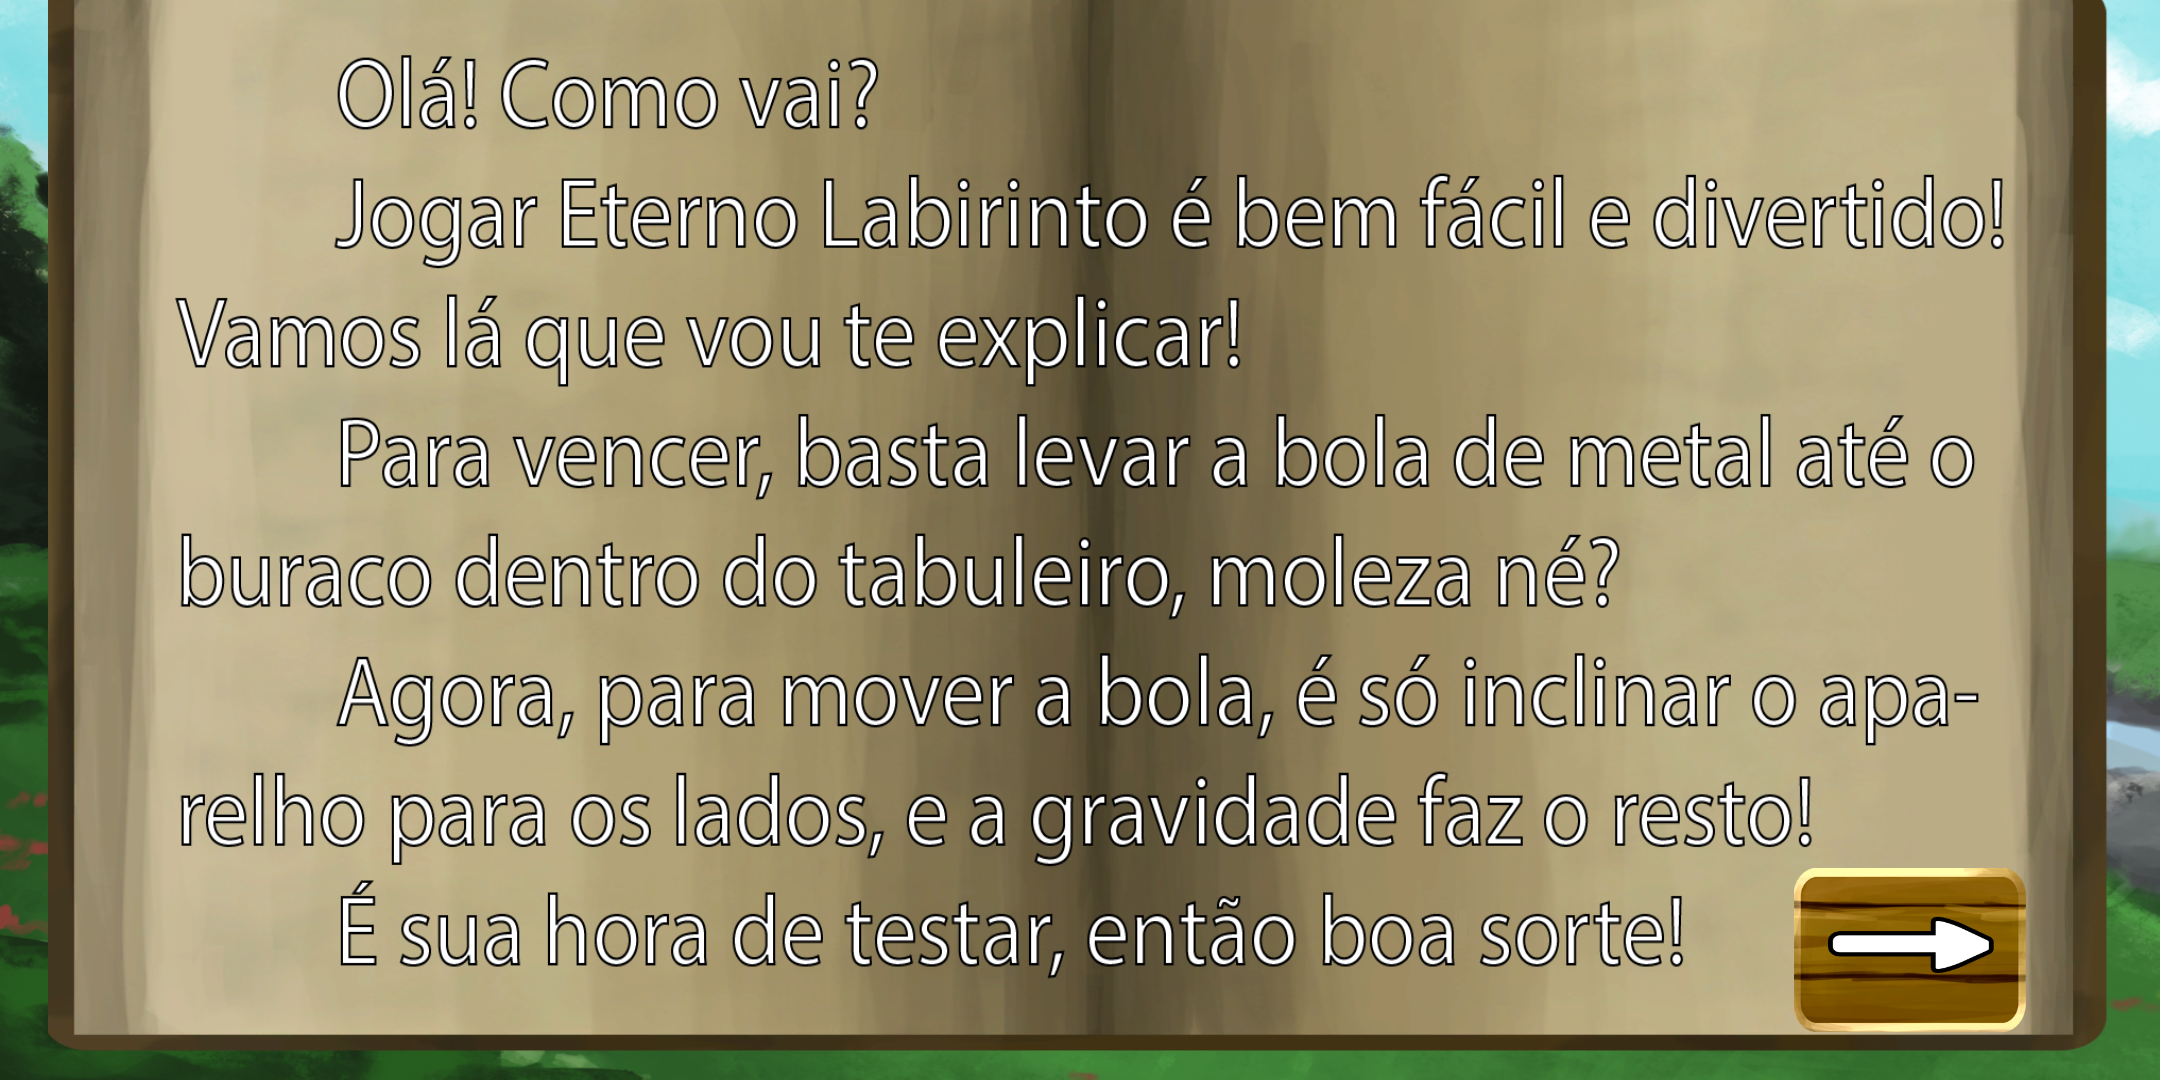 Olá! Como vai?
Jogar Eterno Labirinto é bem fácil e divertido!
Vamos lá que vou te explicar!
Para vencer, basta levar a bola de metal até o
buraco dentro do tabuleiro, moleza né?
Agora, para mover a bola, é só inclinar o apa-
relho para os lados, e a gravidade faz o resto!
É sua hora de testar, então boa sorte!